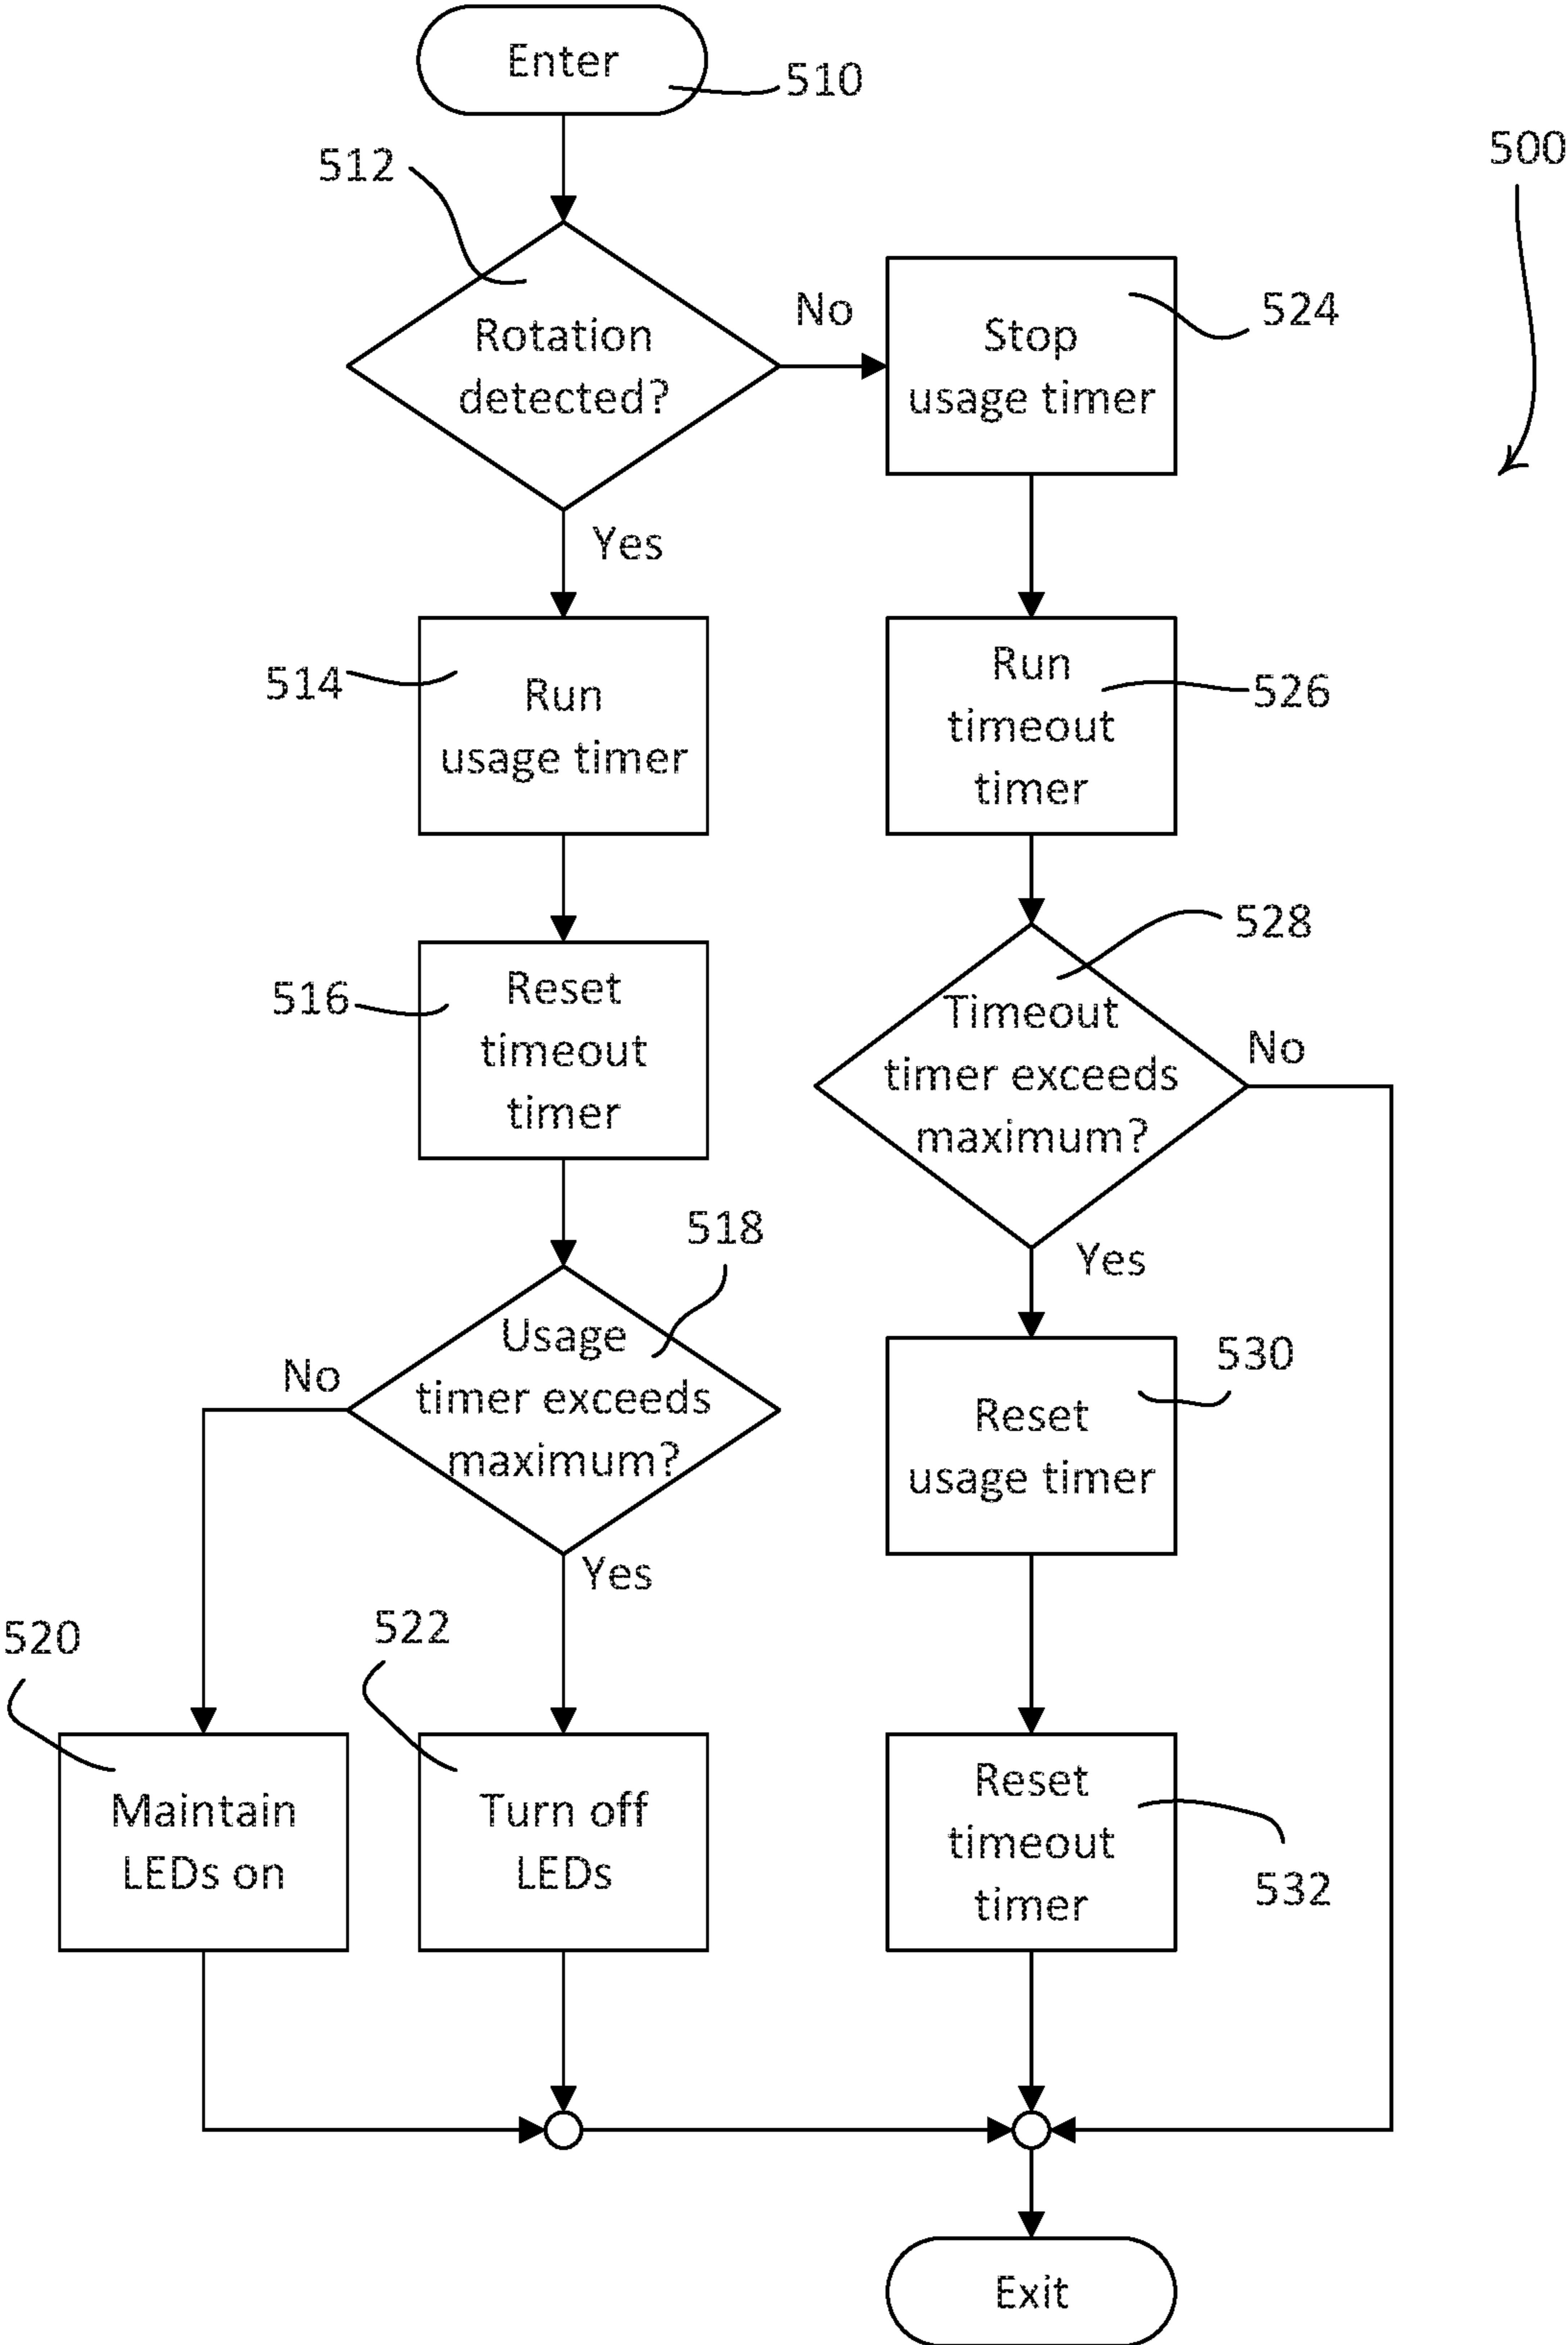 Enter
510
500
512
Rotation
detected?
No
Stop
usage timer
524
Yes
514
Run
usage timer
Run
timeout
timer
526
516
Reset
timeout
timer
528
Timeout
timer exceeds
maximum?
No
Yes
518
Usage
timer exceeds
maximum?
No
Yes
530
Reset
usage timer
520
522
Maintain
LEDs on
Turn off
LEDs
Reset
timeout
timer
532
Exit